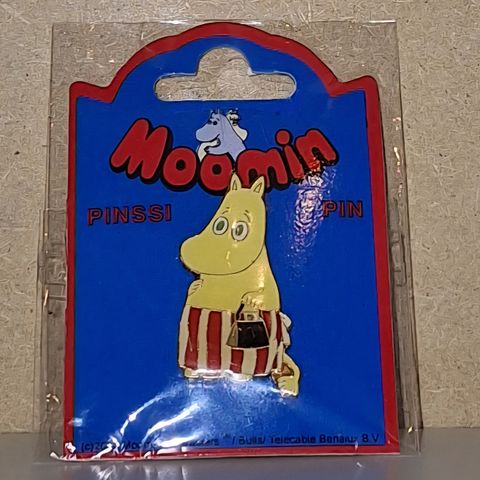 Moomin
PINSSI PIN
/ Bulls/ Telecable Benelux B.V